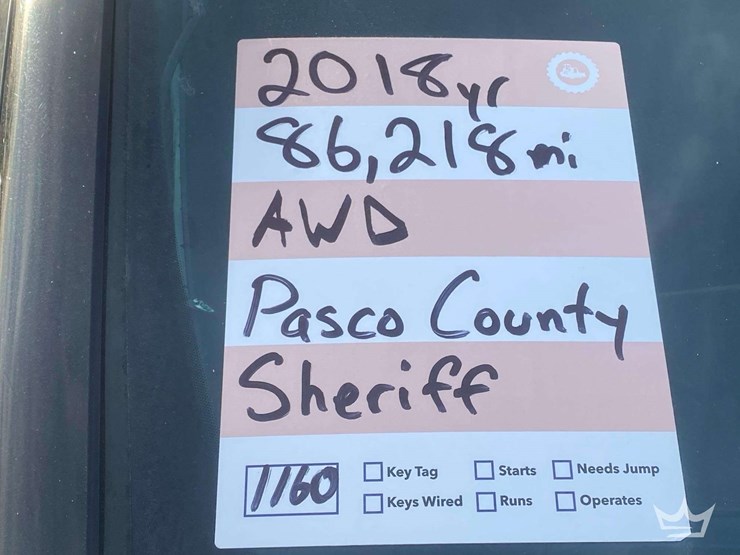 2018yr
86,218mi
AWD
Pasco County
Sheriff
1160
Key Tag Starts Needs Jump
Keys Wired Runs Operates